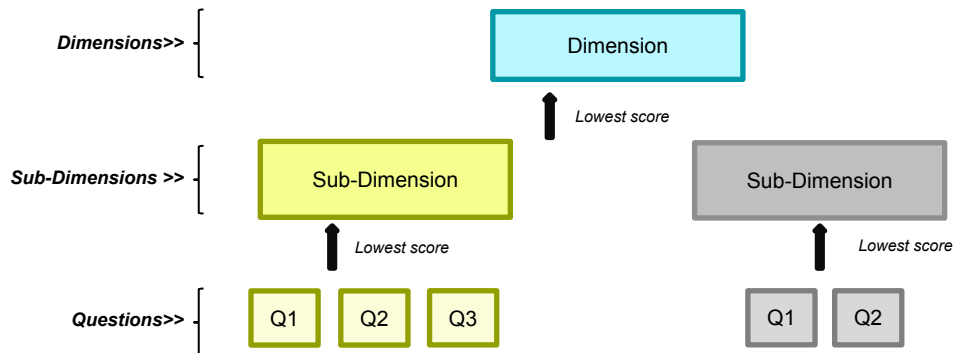 Dimensions>>
Dimension
Lowest score
Sub-Dimensions >>
Sub-Dimension
Sub-Dimension
Lowest score
Lowest score
Questions>>
Q1
Q2
Q3
Q1
Q2